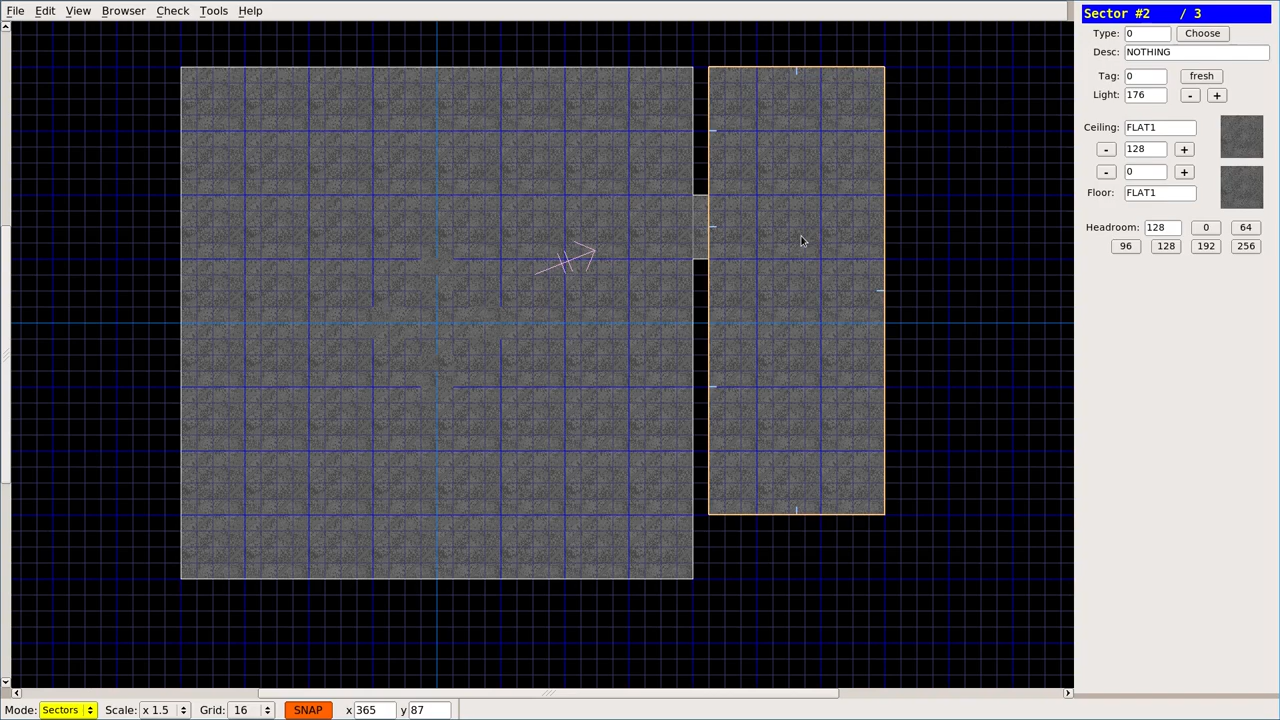 File Edit View Browser Check Tools Help
Sector #2 / 3
Type: 0 Choose
Desc: NOTHING
Tag: 0 fresh
Light: 176 - +
Ceiling: FLAT1
- 128 +
- 0 +
Floor: FLAT1
Headroom: 128 0 64
96 128 192 256
Mode: Sectors Scale: x 1.5 Grid: 16 SNAP x 365 y 87